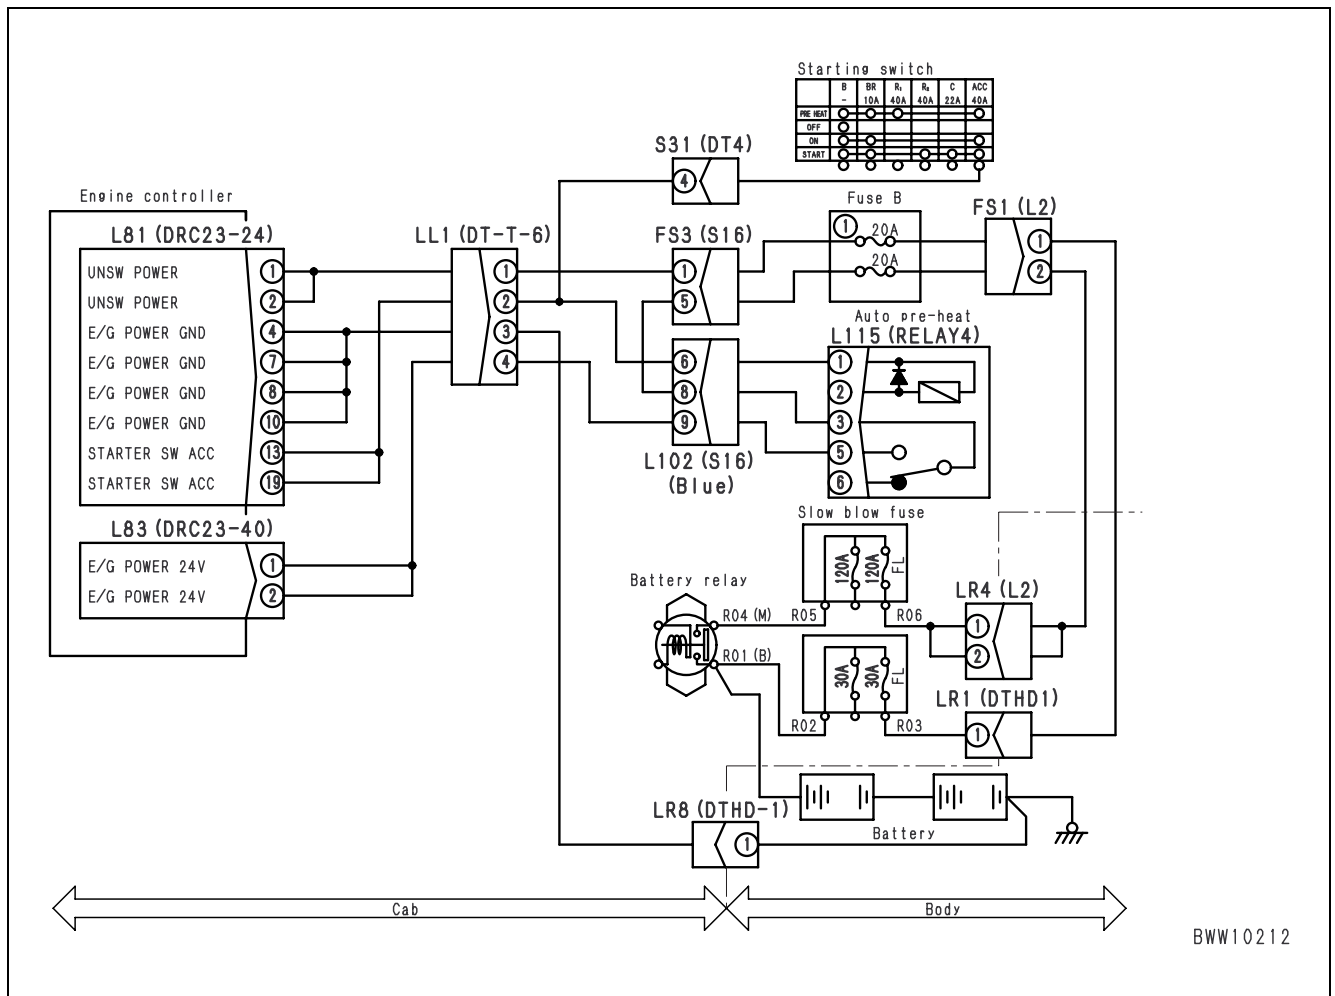 Starting switch
B BR R₁ R₂ C ACC
- 10A 40A 40A 22A 40A
PRE HEAT
OFF
ON
START
S31 (DT4)
4
Engine controller
Fuse B
FS1 (L2)
L81 (DRC23-24)
LL1 (DT-T-6)
FS3 (S16)
1
20A
1
UNSW POWER 1
1
1
20A
2
UNSW POWER 2
2
5
E/G POWER GND 4
3
Auto pre-heat
L115 (RELAY4)
E/G POWER GND 7
4
6
1
E/G POWER GND 8
8
2
E/G POWER GND 10
9
3
STARTER SW ACC 13
5
L102 (S16)
(Blue)
STARTER SW ACC 19
6
L83 (DRC23-40)
Slow blow fuse
E/G POWER 24V 1
120A 120A FL
E/G POWER 24V 2
Battery relay
LR4 (L2)
R04 (M) R05 R06
1
R01 (B)
2
30A 30A FL
LR1 (DTHD1)
R02 R03
1
LR8 (DTHD-1)
Battery
1
Cab Body
BWW10212